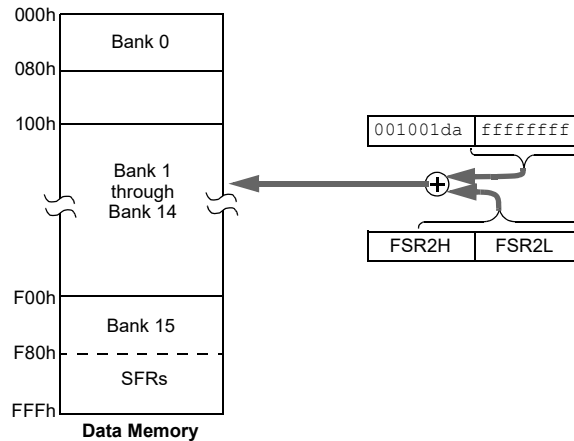 000h
Bank 0
080h
100h
001001da ffffffff
Bank 1
through
Bank 14
FSR2H FSR2L
F00h
Bank 15
F80h
SFRs
FFFh
Data Memory